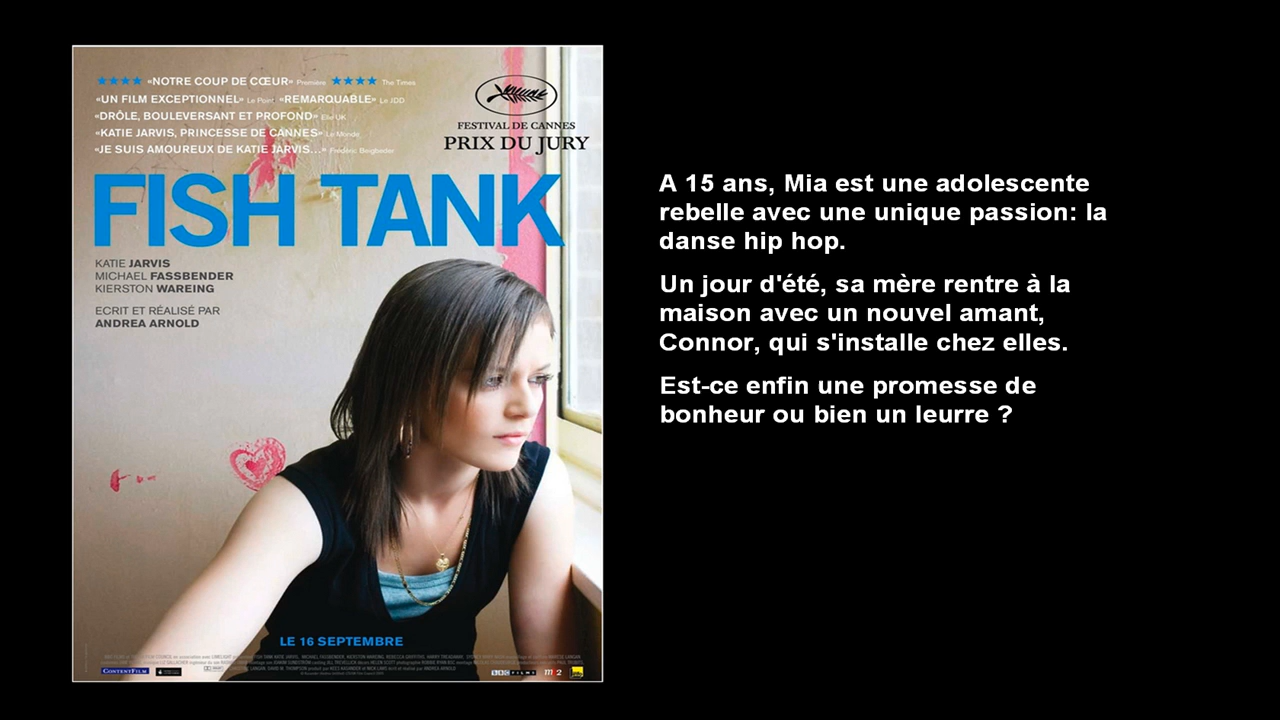 ★★★★ «NOTRE COUP DE CŒUR» Première ★★★★ The Times
«UN FILM EXCEPTIONNEL» Le Point «REMARQUABLE» Le JDD
«DRÔLE, BOULEVERSANT ET PROFOND» Elle UK
«KATIE JARVIS, PRINCESSE DE CANNES» Le Monde
«JE SUIS AMOUREUX DE KATIE JARVIS...» Frédéric Beigbeder
FESTIVAL DE CANNES
PRIX DU JURY
FISH TANK
KATIE JARVIS
MICHAEL FASSBENDER
KIERSTON WAREING
ECRIT ET RÉALISÉ PAR
ANDREA ARNOLD
LE 16 SEPTEMBRE
CONTENTFILM
BBC FILMS
A 15 ans, Mia est une adolescente
rebelle avec une unique passion: la
danse hip hop.
Un jour d'été, sa mère rentre à la
maison avec un nouvel amant,
Connor, qui s'installe chez elles.
Est-ce enfin une promesse de
bonheur ou bien un leurre ?